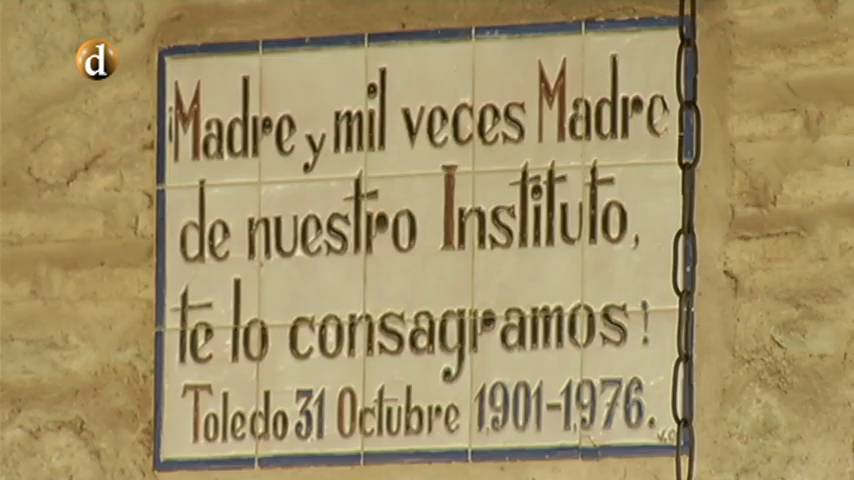 d
¡Madre y mil veces Madre
de nuestro Instituto,
te lo consagramos!
Toledo 31 Octubre 1901-1976.